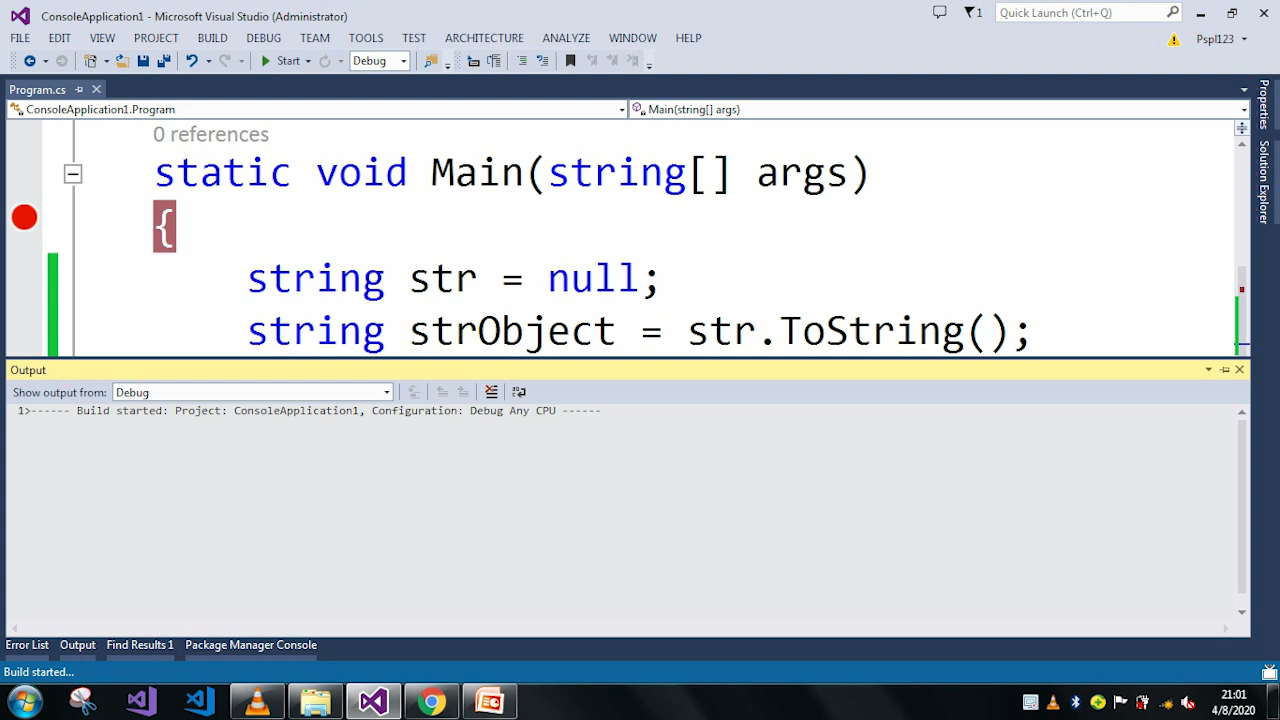 ConsoleApplication1 - Microsoft Visual Studio (Administrator)
1
Quick Launch (Ctrl+Q)
FILE EDIT VIEW PROJECT BUILD DEBUG TEAM TOOLS TEST ARCHITECTURE ANALYZE WINDOW HELP
Pspl123
Start
Debug
Program.cs
ConsoleApplication1.Program
Main(string[] args)
Properties
Solution Explorer
0 references
static void Main(string[] args)
{
string str = null;
string strObject = str.ToString();
Output
Show output from: Debug
1>------ Build started: Project: ConsoleApplication1, Configuration: Debug Any CPU ------
Error List Output Find Results 1 Package Manager Console
Build started...
21:01
4/8/2020